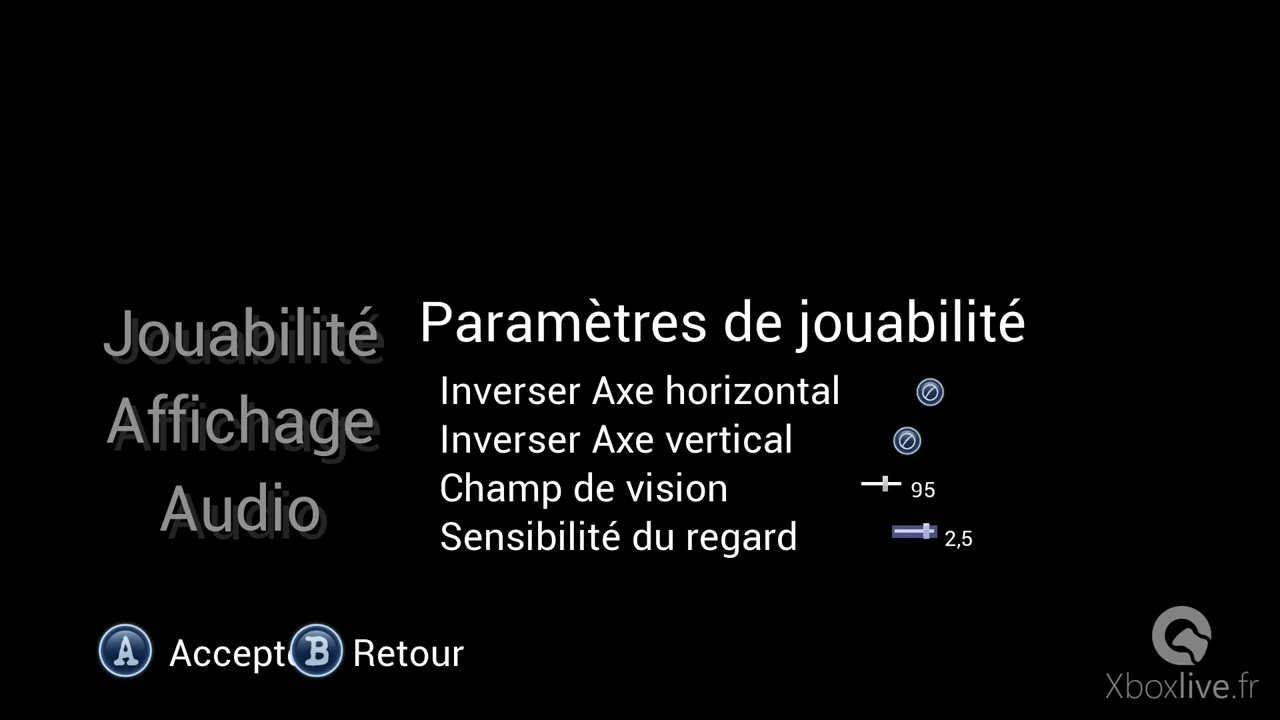 Jouabilité
Affichage
Audio
Paramètres de jouabilité
Inverser Axe horizontal
Inverser Axe vertical
Champ de vision 95
Sensibilité du regard 2,5
A Accept B Retour
Xboxlive.fr